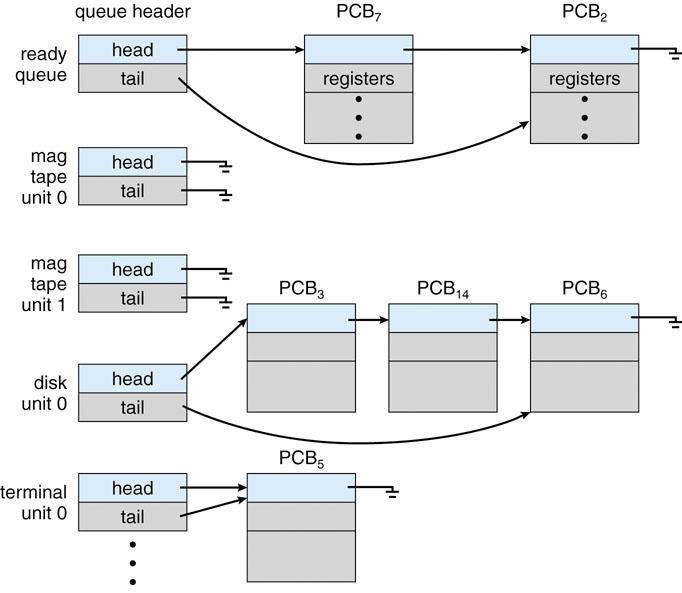 queue header
PCB7
PCB2
ready
queue
head
tail
registers
registers
mag
tape
unit 0
head
tail
mag
tape
unit 1
head
tail
PCB3
PCB14
PCB6
disk
unit 0
head
tail
PCB5
terminal
unit 0
head
tail